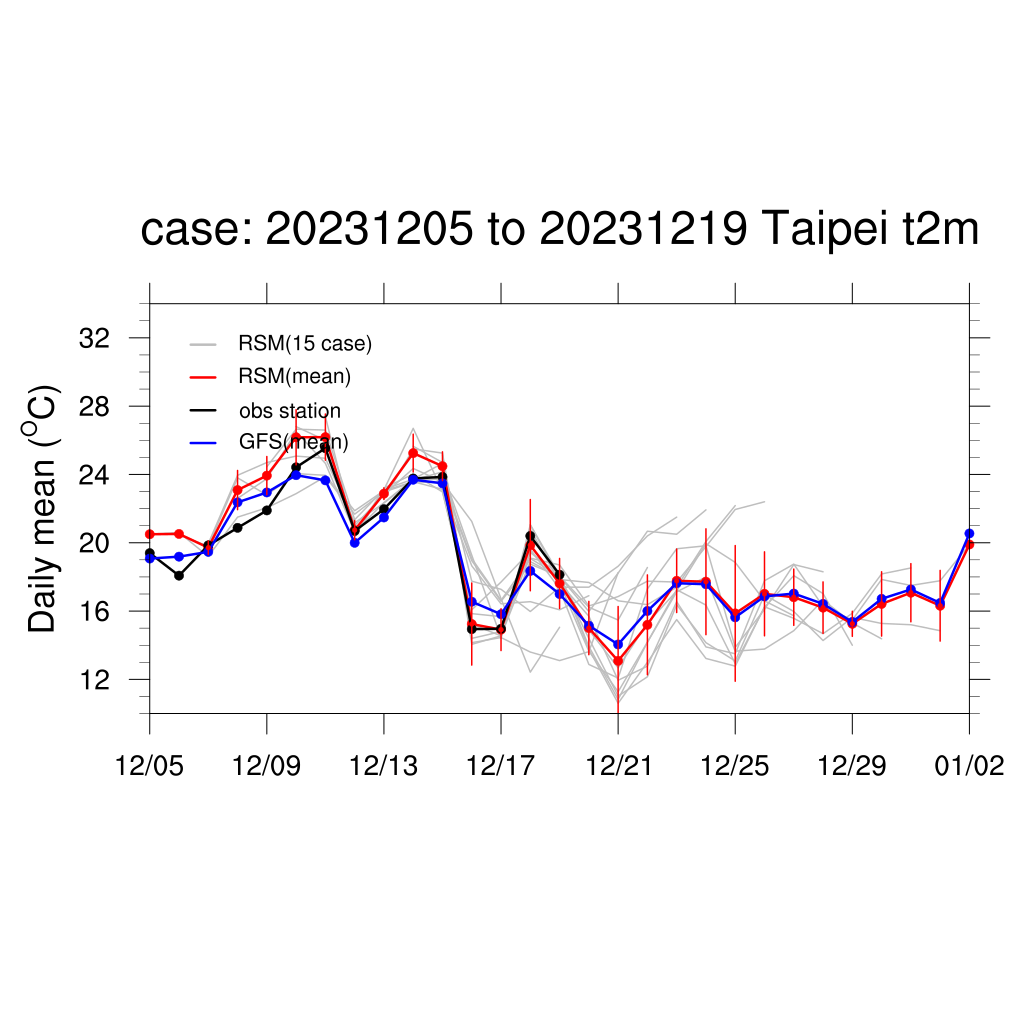 case: 20231205 to 20231219 Taipei t2m
Daily mean (°C)
32
28
24
20
16
12
RSM(15 case)
RSM(mean)
obs station
GFS(mean)
12/05 12/09 12/13 12/17 12/21 12/25 12/29 01/02